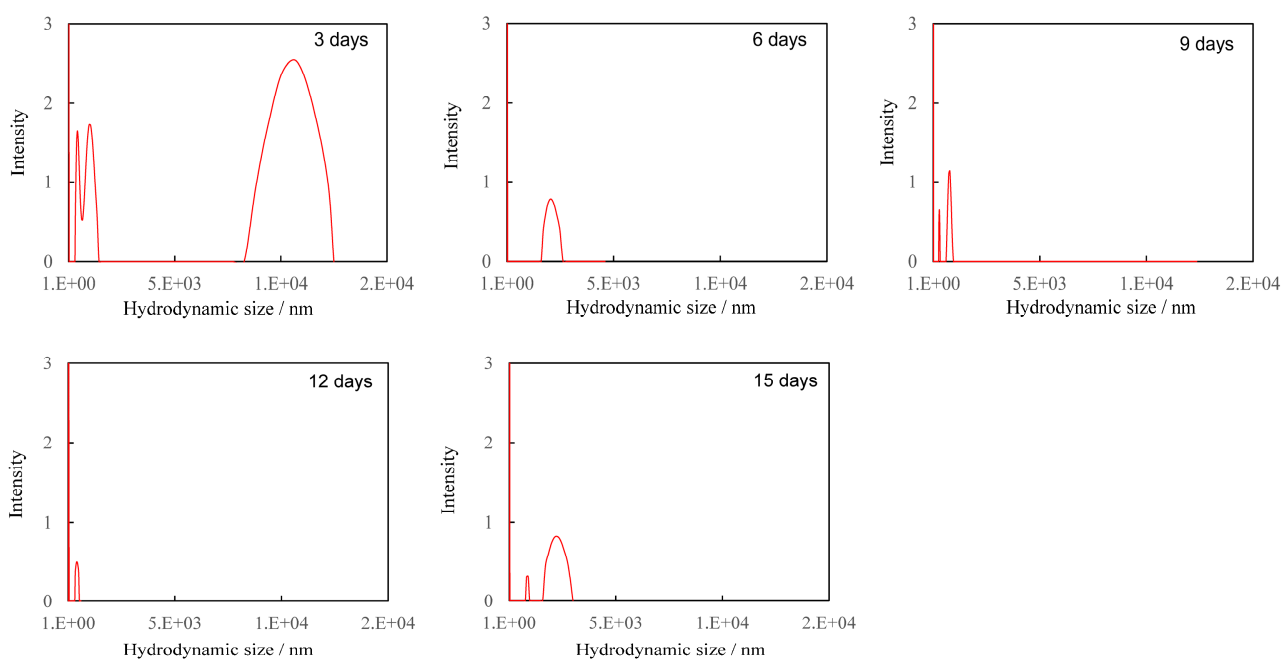 3 days
Intensity
3
2
1
0
1.E+00 5.E+03 1.E+04 2.E+04
Hydrodynamic size / nm
6 days
Intensity
3
2
1
0
1.E+00 5.E+03 1.E+04 2.E+04
Hydrodynamic size / nm
9 days
Intensity
3
2
1
0
1.E+00 5.E+03 1.E+04 2.E+04
Hydrodynamic size / nm
12 days
Intensity
3
2
1
0
1.E+00 5.E+03 1.E+04 2.E+04
Hydrodynamic size / nm
15 days
Intensity
3
2
1
0
1.E+00 5.E+03 1.E+04 2.E+04
Hydrodynamic size / nm